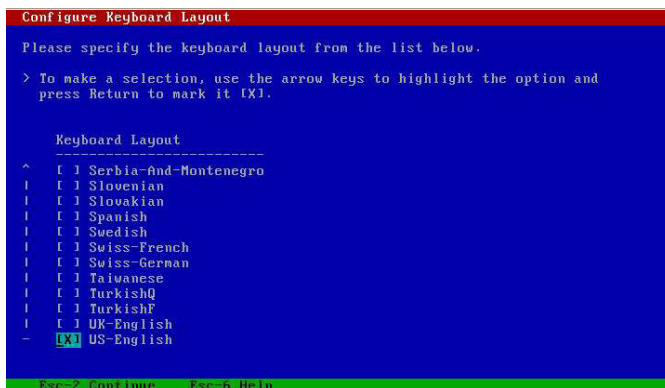 Configure Keyboard Layout
Please specify the keyboard layout from the list below.
> To make a selection, use the arrow keys to highlight the option and
press Return to mark it [X].
Keyboard Layout
-------------------------
^ [ ] Serbia-And-Montenegro
| [ ] Slovenian
| [ ] Slovakian
| [ ] Spanish
| [ ] Swedish
| [ ] Swiss-French
| [ ] Swiss-German
| [ ] Taiwanese
| [ ] TurkishQ
| [ ] TurkishF
| [ ] UK-English
- [X] US-English
Esc-2 Continue Esc-6 Help